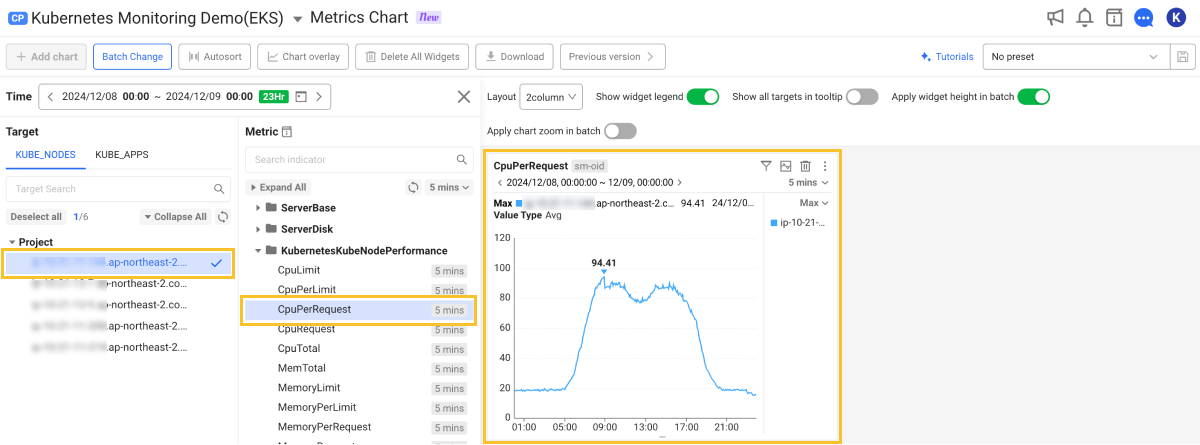 CP Kubernetes Monitoring Demo(EKS) Metrics Chart New
K
+ Add chart Batch Change Autosort Chart overlay Delete All Widgets Download Previous version Tutorials No preset
Time 2024/12/08 00:00 ~ 2024/12/09 00:00 23Hr
Layout 2column Show widget legend Show all targets in tooltip Apply widget height in batch
Apply chart zoom in batch
Target
KUBE_NODES KUBE_APPS
Target Search
Deselect all 1/6 Collapse All
Project
.ap-northeast-2....
-northeast-2.co...
-northeast-2.co...
.ap-northeast-2....
.ap-northeast-2....
Metric
Search indicator
Expand All 5 mins
ServerBase
ServerDisk
KubernetesKubeNodePerformance
CpuLimit 5 mins
CpuPerLimit 5 mins
CpuPerRequest 5 mins
CpuRequest 5 mins
CpuTotal 5 mins
MemTotal 5 mins
MemoryLimit 5 mins
MemoryPerLimit 5 mins
MemoryPerRequest 5 mins
CpuPerRequest sm-oid
2024/12/08, 00:00:00 ~ 12/09, 00:00:00 5 mins
Max .ap-northeast-2.c... 94.41 24/12/0... Max
Value Type Avg
ip-10-21-...
120
100
80
60
40
20
0
94.41
01:00 05:00 09:00 13:00 17:00 21:00